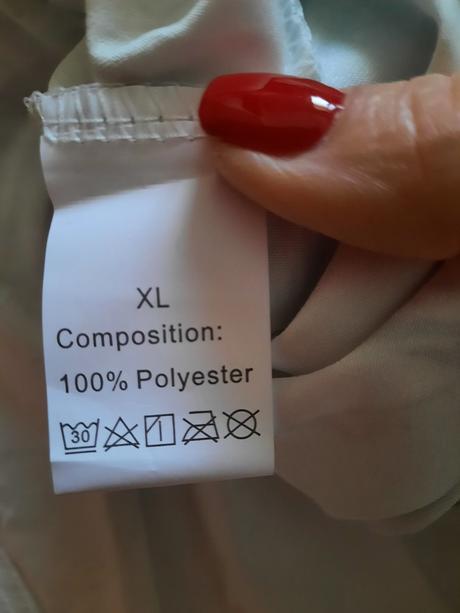 XL
Composition:
100% Polyester
30